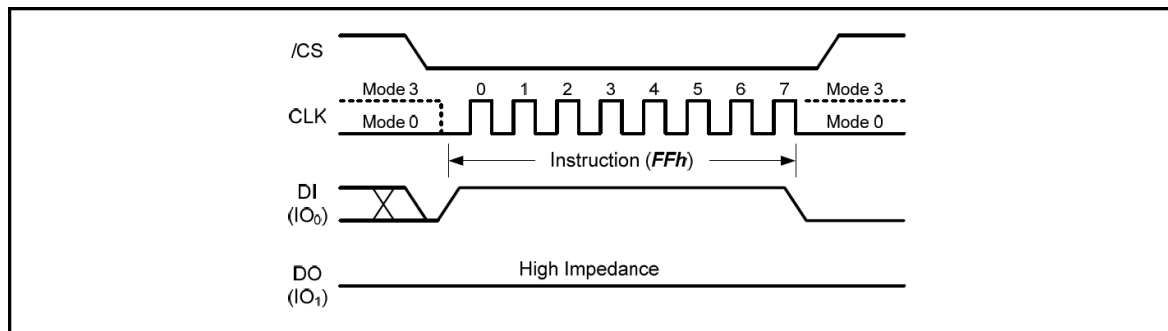 /CS
Mode 3 0 1 2 3 4 5 6 7 Mode 3
CLK
Mode 0 Mode 0
Instruction (FFh)
DI
(IO₀)
High Impedance
DO
(IO₁)